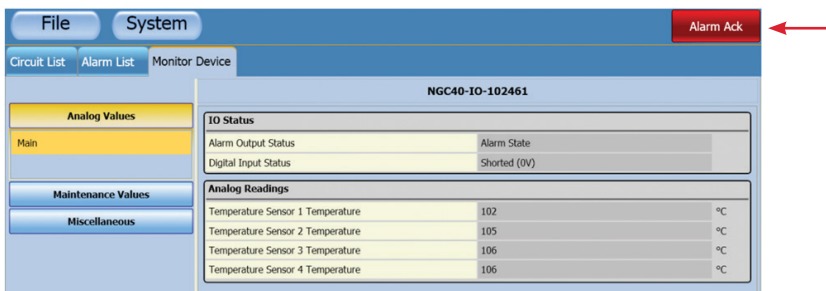 File System Alarm Ack
Circuit List Alarm List Monitor Device
NGC40-IO-102461
Analog Values
Main
Maintenance Values
Miscellaneous
IO Status
Alarm Output Status Alarm State
Digital Input Status Shorted (0V)
Analog Readings
Temperature Sensor 1 Temperature 102 °C
Temperature Sensor 2 Temperature 105 °C
Temperature Sensor 3 Temperature 106 °C
Temperature Sensor 4 Temperature 106 °C